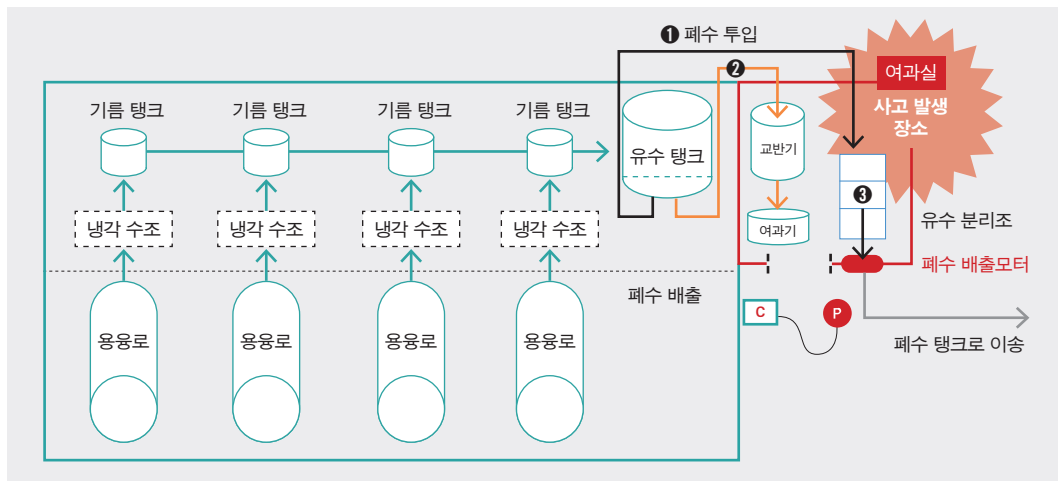 ❶ 폐수 투입
❷
여과실
사고 발생
장소
기름 탱크
기름 탱크
기름 탱크
기름 탱크
유수 탱크
교반기
❸
냉각 수조
냉각 수조
냉각 수조
냉각 수조
여과기
유수 분리조
폐수 배출모터
폐수 배출
C
P
용융로
용융로
용융로
용융로
폐수 탱크로 이송